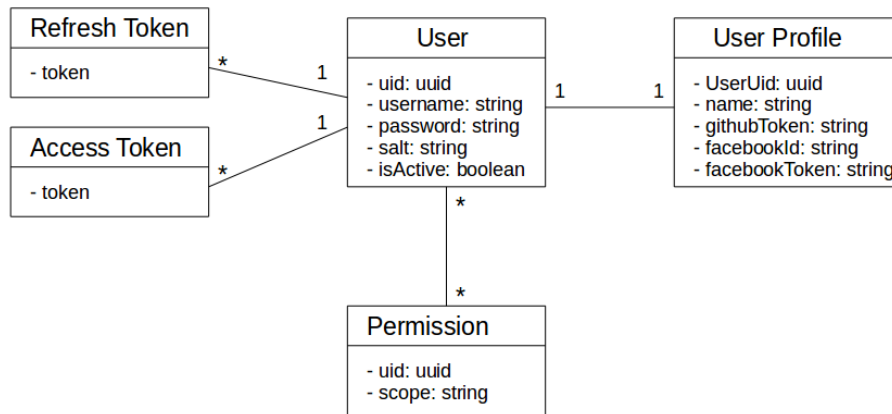 Refresh Token
- token
*
1
Access Token
- token
*
1
User
- uid: uuid
- username: string
- password: string
- salt: string
- isActive: boolean
1
1
User Profile
- UserUid: uuid
- name: string
- githubToken: string
- facebookId: string
- facebookToken: string
*
*
Permission
- uid: uuid
- scope: string